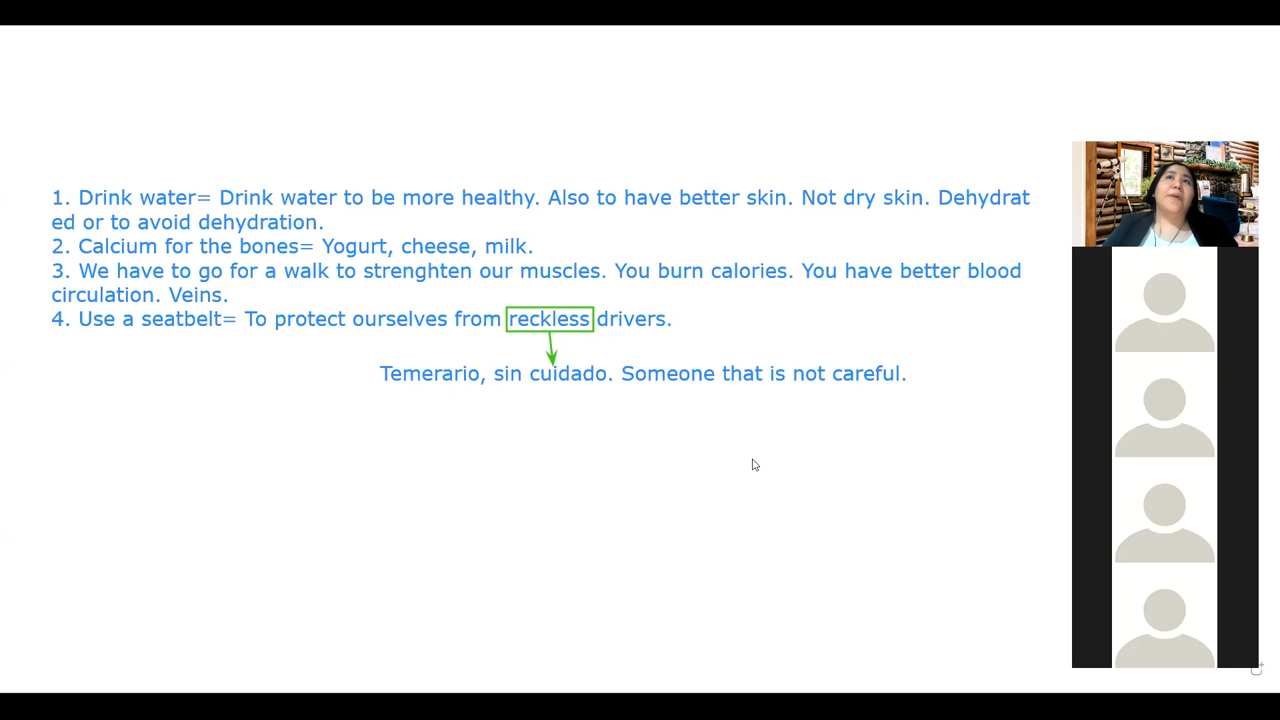 1. Drink water= Drink water to be more healthy. Also to have better skin. Not dry skin. Dehydrat
ed or to avoid dehydration.
2. Calcium for the bones= Yogurt, cheese, milk.
3. We have to go for a walk to strenghten our muscles. You burn calories. You have better blood
circulation. Veins.
4. Use a seatbelt= To protect ourselves from reckless drivers.
Temerario, sin cuidado. Someone that is not careful.